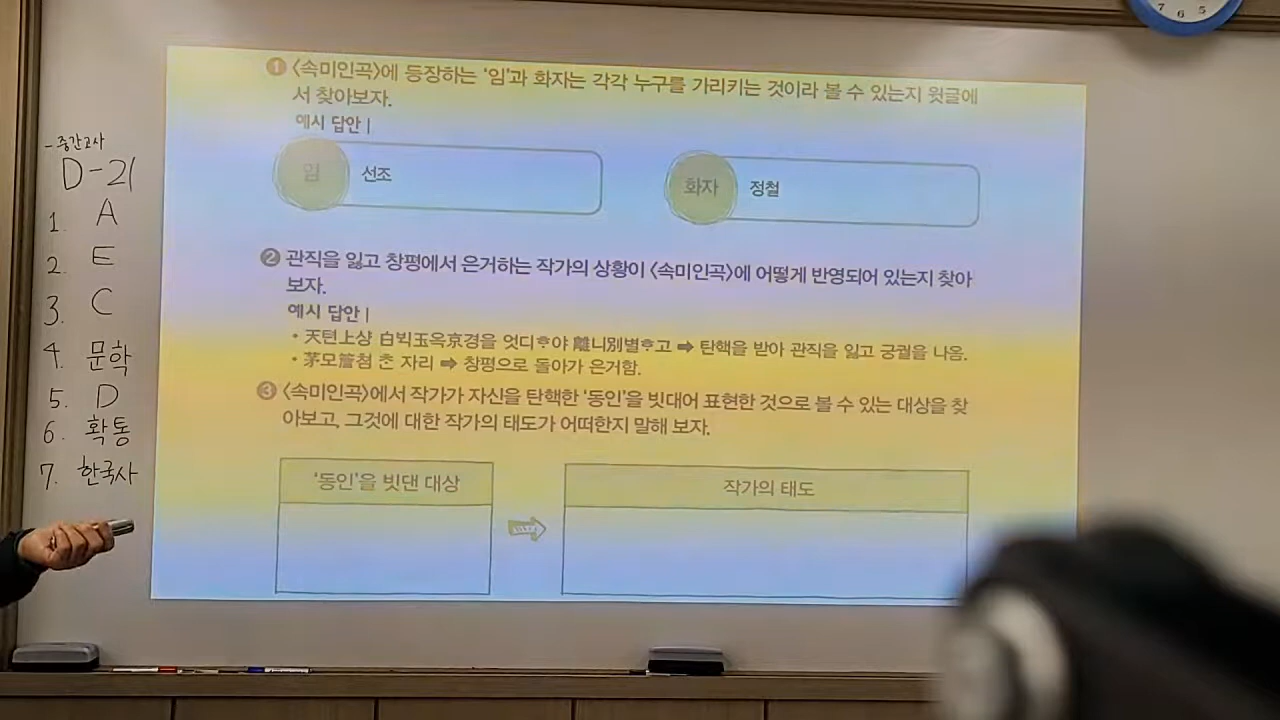 7 6 5
- 중간고사
D-21
1. A
2. E
3. C
4. 문학
5. D
6. 확통
7. 한국사
① 〈속미인곡〉에 등장하는 ‘임’과 화자는 각각 누구를 가리키는 것이라 볼 수 있는지 윗글에
서 찾아보자.
예시 답안 |
임 선조
화자 정철
② 관직을 잃고 창평에서 은거하는 작가의 상황이 〈속미인곡〉에 어떻게 반영되어 있는지 찾아
보자.
예시 답안 |
• 天텬上샹 白ᄇᆡᆨ玉옥京경을 엇디ᄒᆞ야 離니別별ᄒᆞ고 ➡ 탄핵을 받아 관직을 잃고 궁궐을 나옴.
• 茅모簷쳠 ᄎᆞᆫ 자리 ➡ 창평으로 돌아가 은거함.
③ 〈속미인곡〉에서 작가가 자신을 탄핵한 ‘동인’을 빗대어 표현한 것으로 볼 수 있는 대상을 찾
아보고, 그것에 대한 작가의 태도가 어떠한지 말해 보자.
‘동인’을 빗댄 대상
작가의 태도